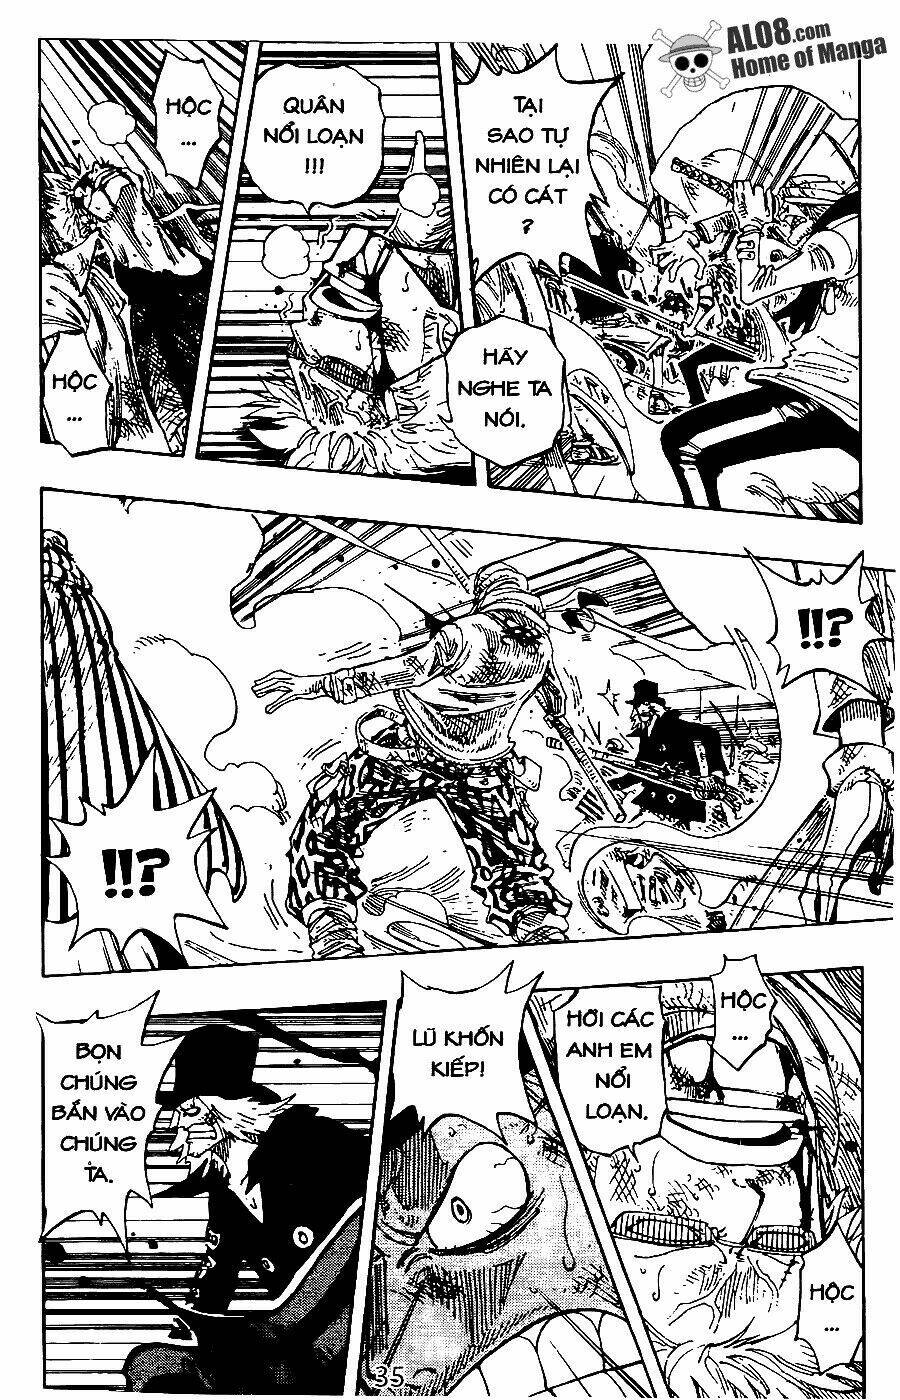 AL08.com
Home of Manga
HỘC
...
QUÂN
NỔI LOẠN
!!!
TẠI
SAO TỰ
NHIÊN LẠI
CÓ CÁT
?
HỘC
...
HÃY
NGHE TA
NÓI.
!!?
!!?
BỌN
CHÚNG
BẮN VÀO
CHÚNG
TA.
LŨ KHỐN
KIẾP!
HỠI CÁC
ANH EM
NỔI
LOẠN.
HỘC
...
HỘC
...
35